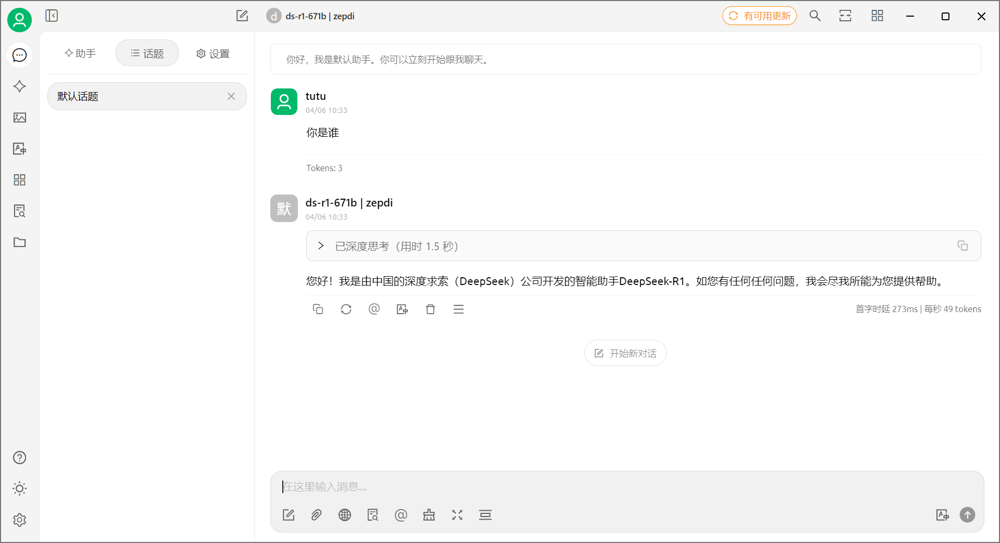 ds-r1-671b | zepdi
有可用更新
助手
话题
设置
默认话题
你好，我是默认助手。你可以立刻开始跟我聊天。
tutu
04/06 10:33
你是谁
Tokens: 3
默
ds-r1-671b | zepdi
04/06 10:33
已深度思考（用时 1.5 秒）
您好！我是由中国的深度求索（DeepSeek）公司开发的智能助手DeepSeek-R1。如您有任何任何问题，我会尽我所能为您提供帮助。
首字时延 273ms | 每秒 49 tokens
开始新对话
在这里输入消息...